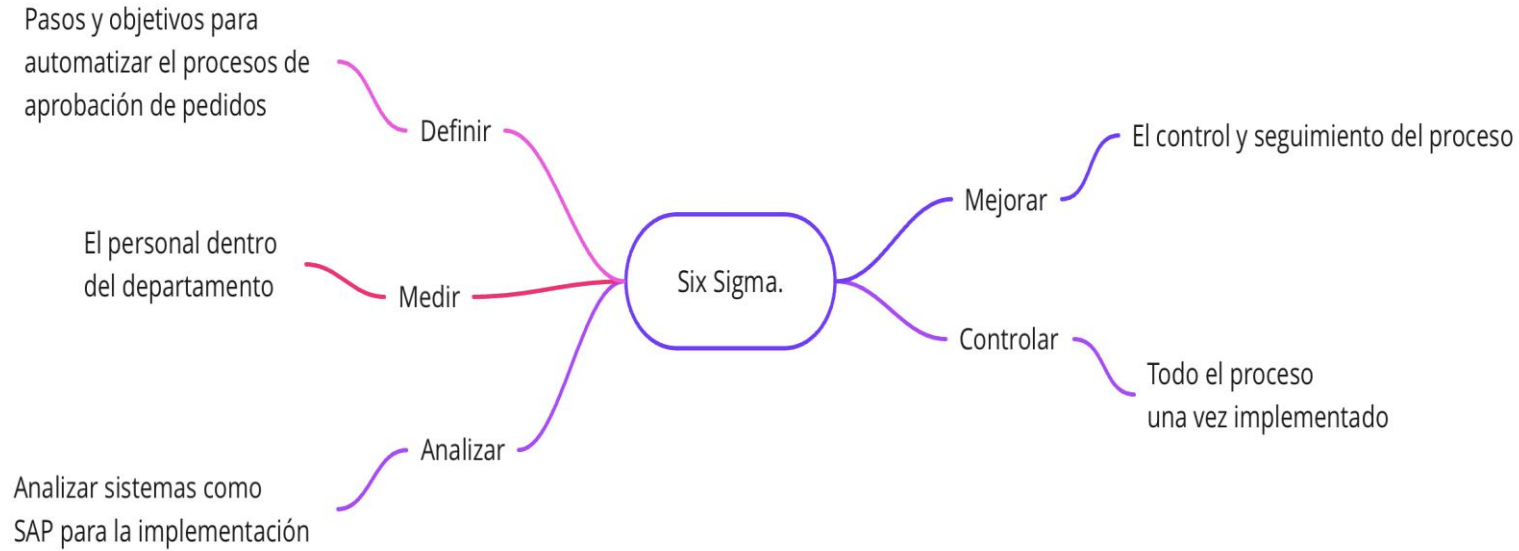 Pasos y objetivos para
automatizar el procesos de
aprobación de pedidos
Definir
El personal dentro
del departamento
Medir
Analizar
Analizar sistemas como
SAP para la implementación
Six Sigma.
El control y seguimiento del proceso
Mejorar
Controlar
Todo el proceso
una vez implementado